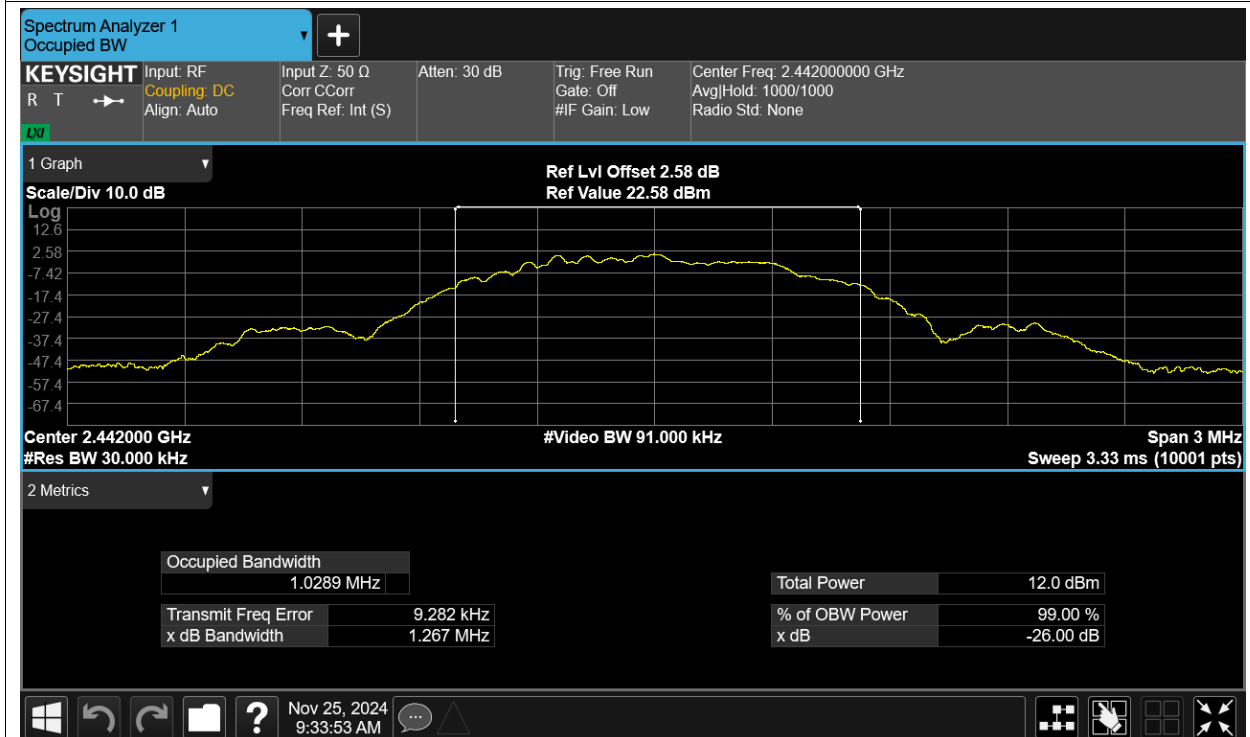 Spectrum Analyzer 1
Occupied BW
+
KEYSIGHT
R T
LXI
Input: RF
Coupling: DC
Align: Auto
Input Z: 50 Ω
Corr CCorr
Freq Ref: Int (S)
Atten: 30 dB
Trig: Free Run
Gate: Off
#IF Gain: Low
Center Freq: 2.442000000 GHz
Avg|Hold: 1000/1000
Radio Std: None
1 Graph
Scale/Div 10.0 dB
Ref Lvl Offset 2.58 dB
Ref Value 22.58 dBm
Log
12.6
2.58
-7.42
-17.4
-27.4
-37.4
-47.4
-57.4
-67.4
Center 2.442000 GHz
#Video BW 91.000 kHz
Span 3 MHz
#Res BW 30.000 kHz
Sweep 3.33 ms (10001 pts)
2 Metrics
Occupied Bandwidth
1.0289 MHz
Total Power 12.0 dBm
Transmit Freq Error 9.282 kHz
% of OBW Power 99.00 %
x dB Bandwidth 1.267 MHz
x dB -26.00 dB
?
Nov 25, 2024
9:33:53 AM